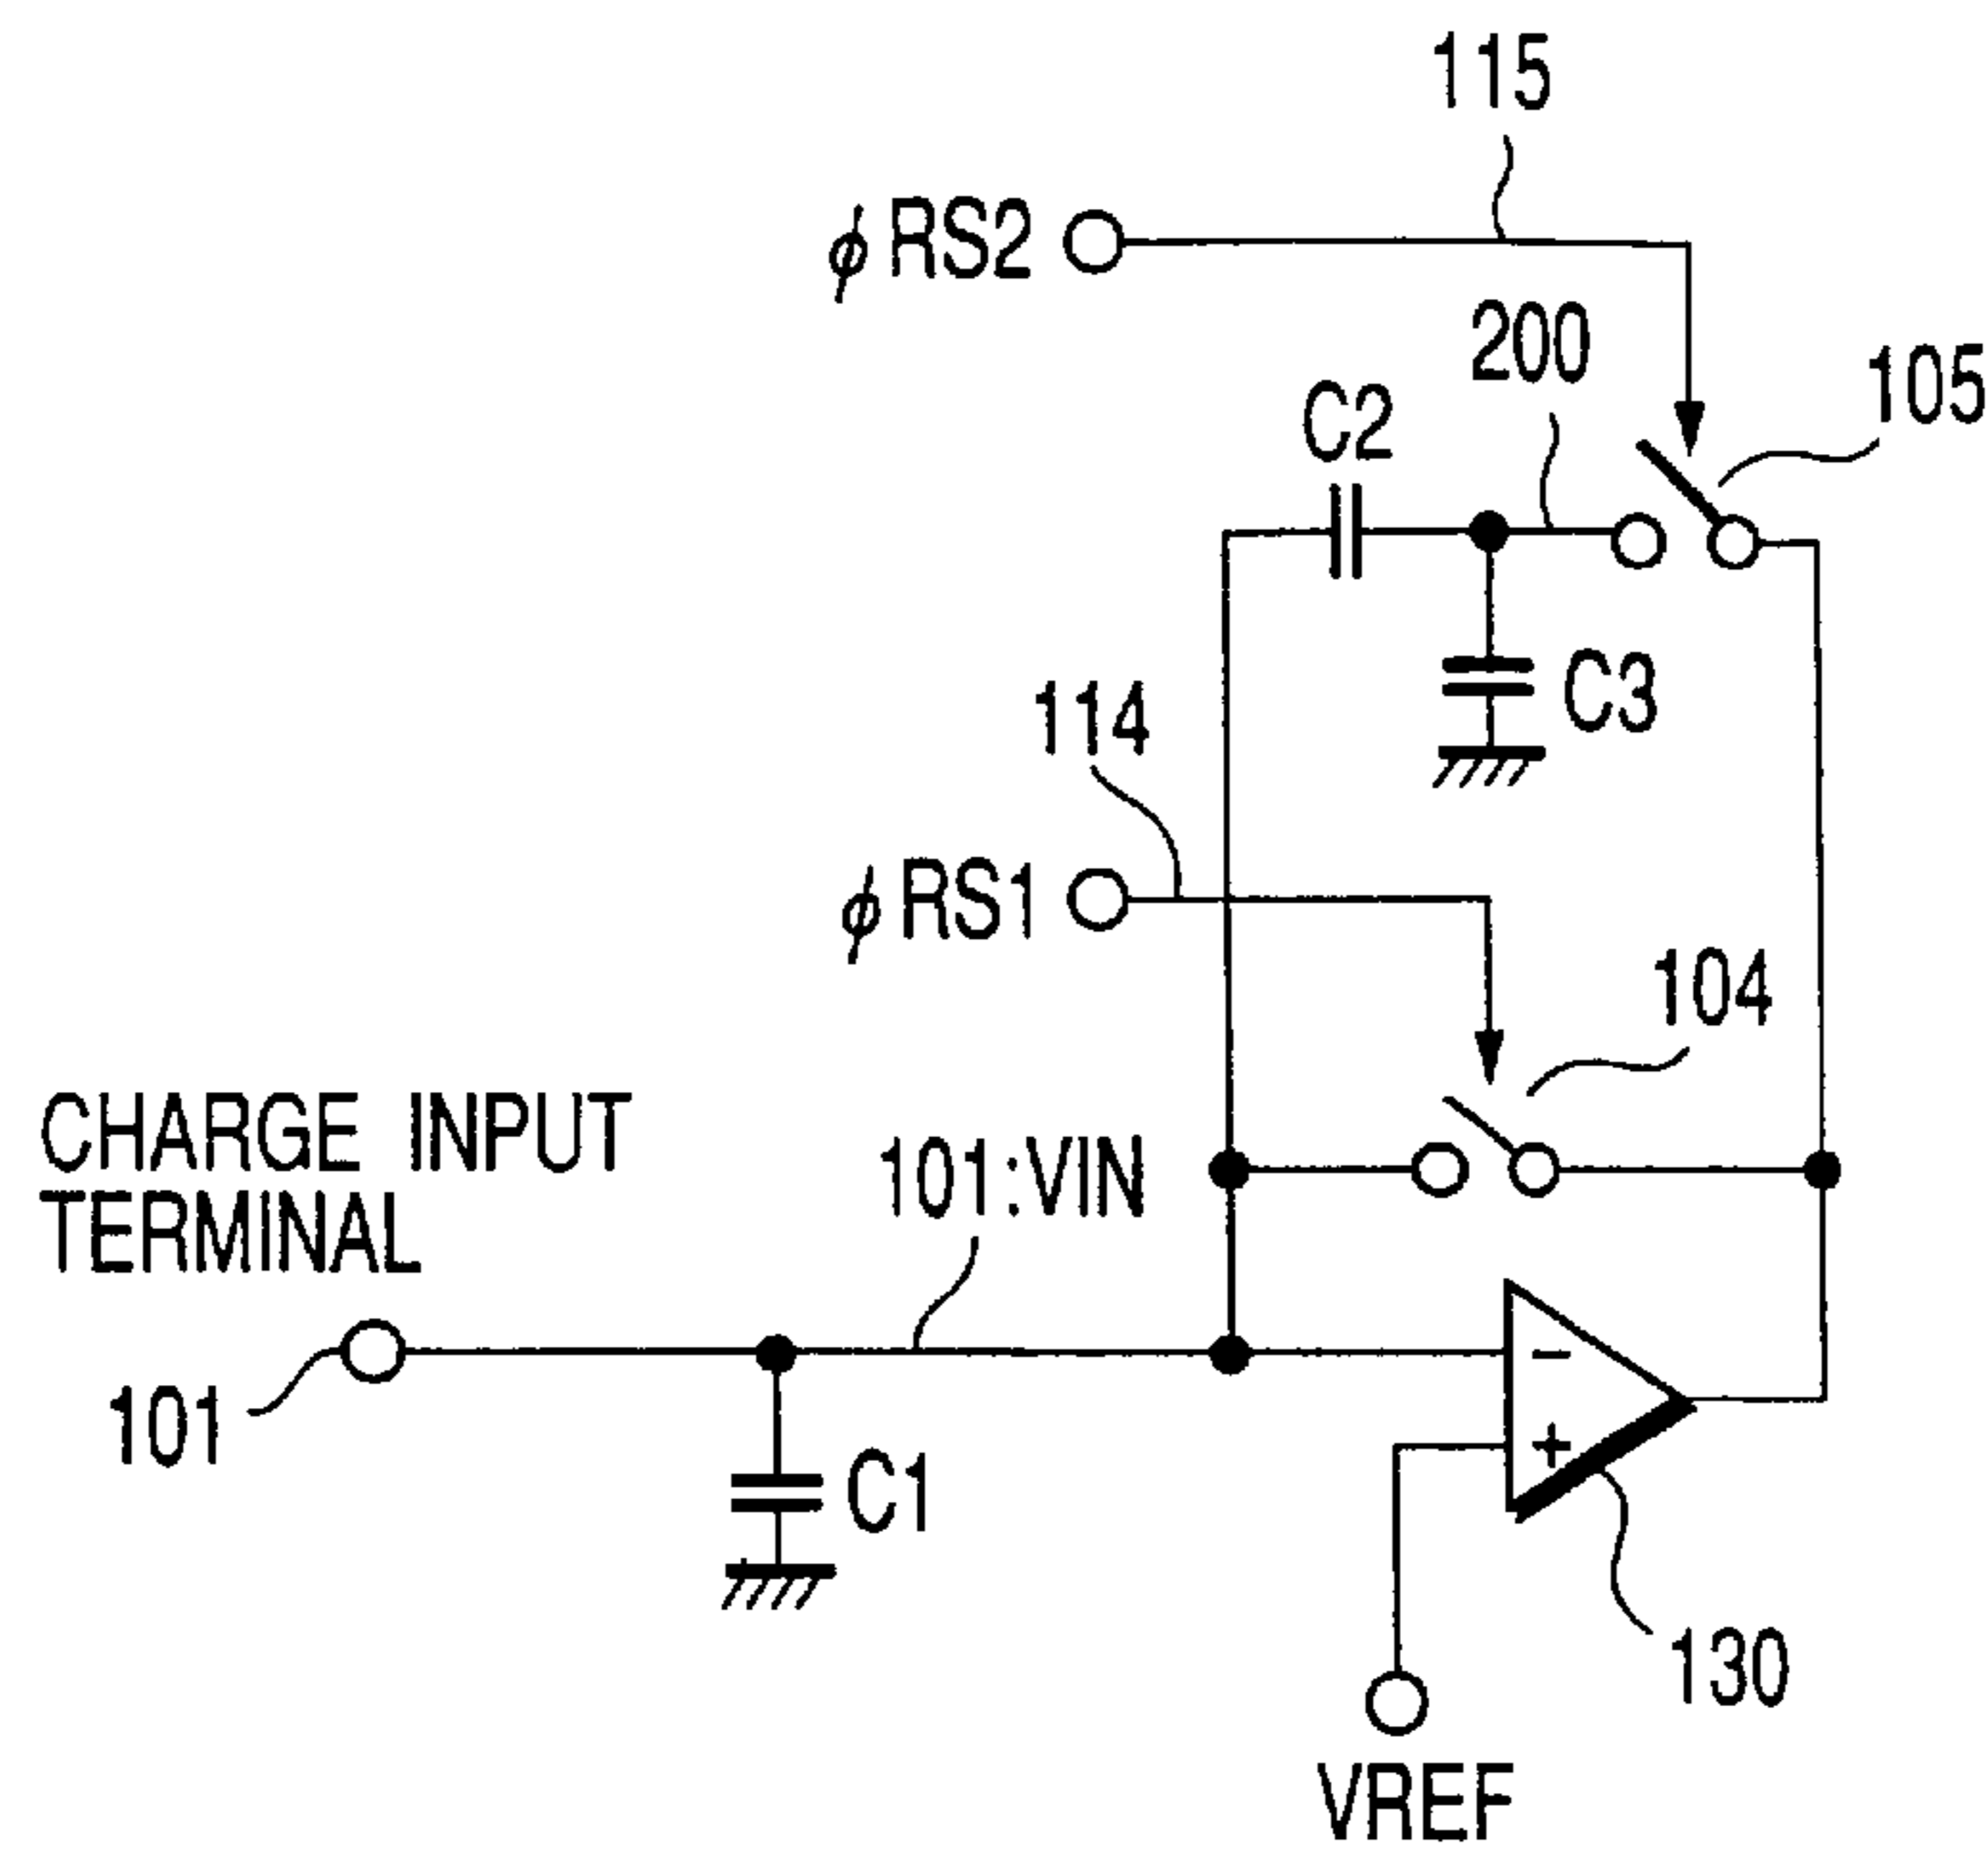 115
ϕRS2
200
105
C2
C3
114
ϕRS1
104
CHARGE INPUT
TERMINAL
101:VIN
101
C1
-
+
130
VREF